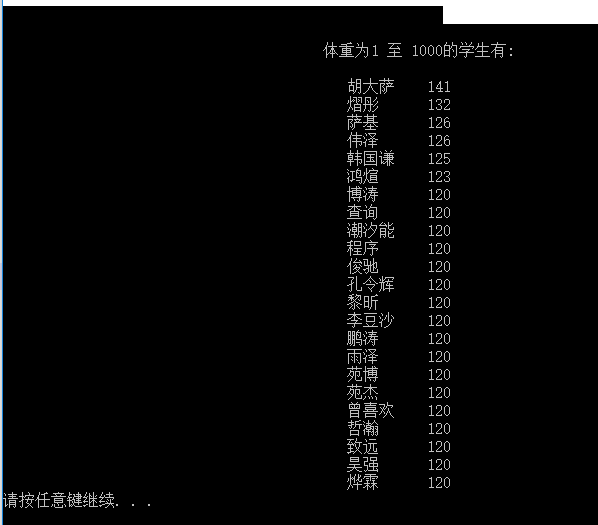 体重为1 至 1000的学生有:
胡大萨 141
熠彤 132
萨基 126
伟泽 126
韩国谦 125
鸿煊 123
博涛 120
查询 120
潮汐能 120
程序 120
俊驰 120
孔令辉 120
黎昕 120
李豆沙 120
鹏涛 120
雨泽 120
苑博 120
苑杰 120
曾喜欢 120
哲瀚 120
致远 120
昊强 120
烨霖 120
请按任意键继续. . .